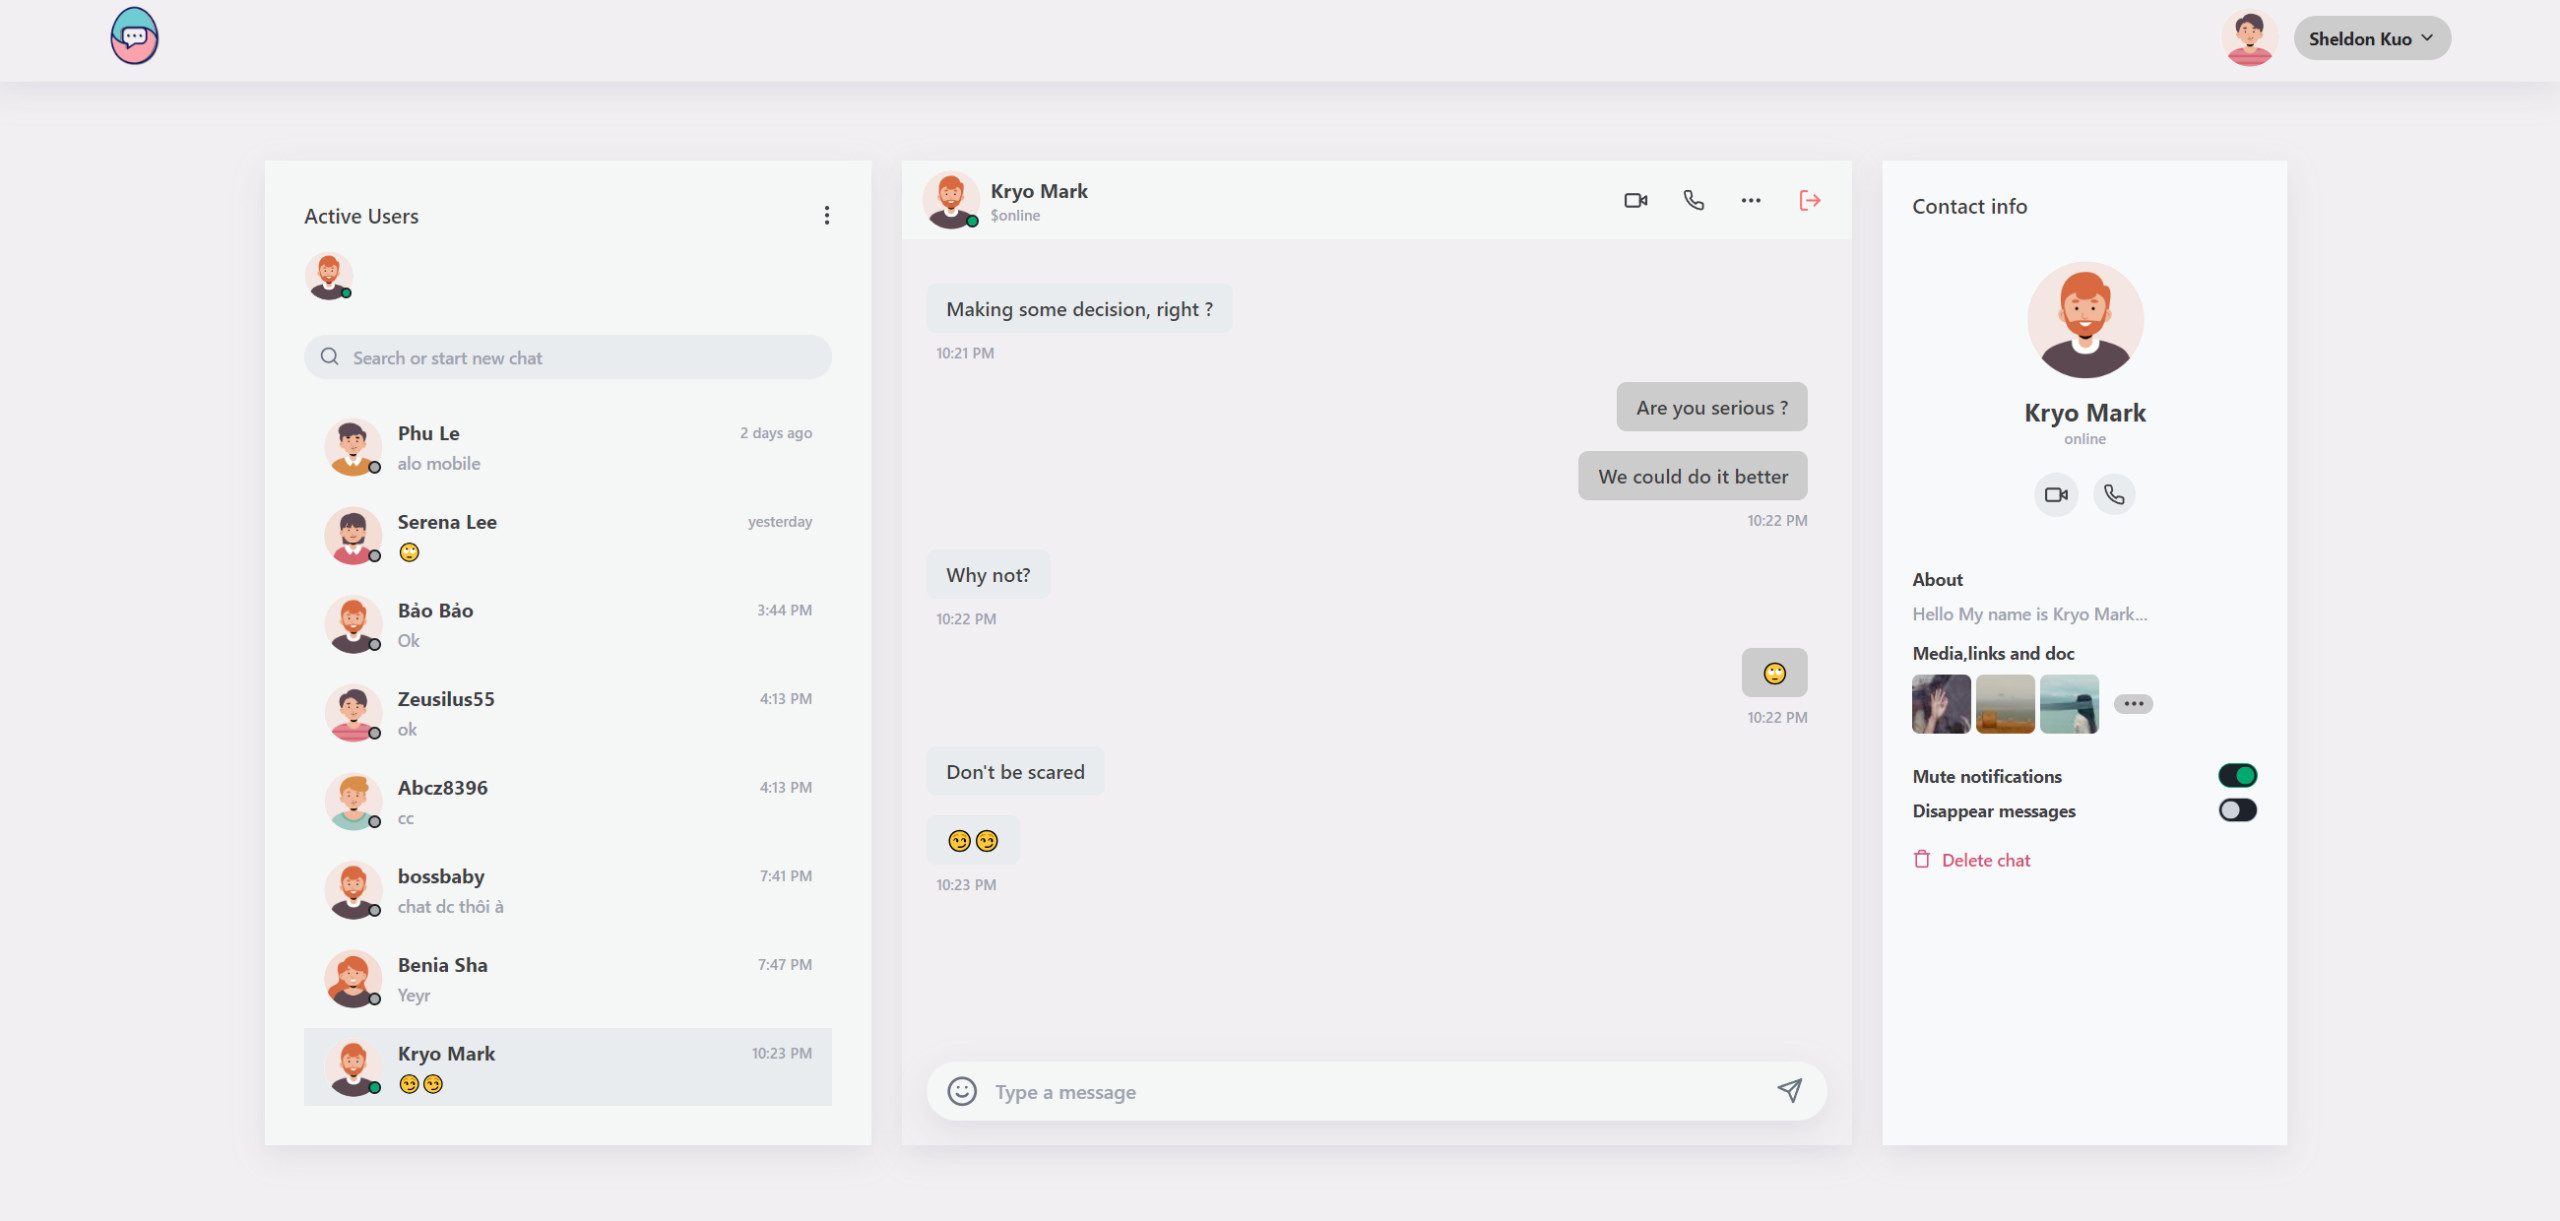 Sheldon Kuo
Active Users
Search or start new chat
Phu Le
2 days ago
alo mobile
Serena Lee
yesterday
🙄
Bảo Bảo
3:44 PM
Ok
Zeusilus55
4:13 PM
ok
Abcz8396
4:13 PM
cc
bossbaby
7:41 PM
chat dc thôi à
Benia Sha
7:47 PM
Yeyr
Kryo Mark
10:23 PM
😏😏
Kryo Mark
$online
Making some decision, right ?
10:21 PM
Are you serious ?
We could do it better
10:22 PM
Why not?
10:22 PM
🙄
10:22 PM
Don't be scared
😏😏
10:23 PM
Type a message
Contact info
Kryo Mark
online
About
Hello My name is Kryo Mark...
Media,links and doc
Mute notifications
Disappear messages
Delete chat